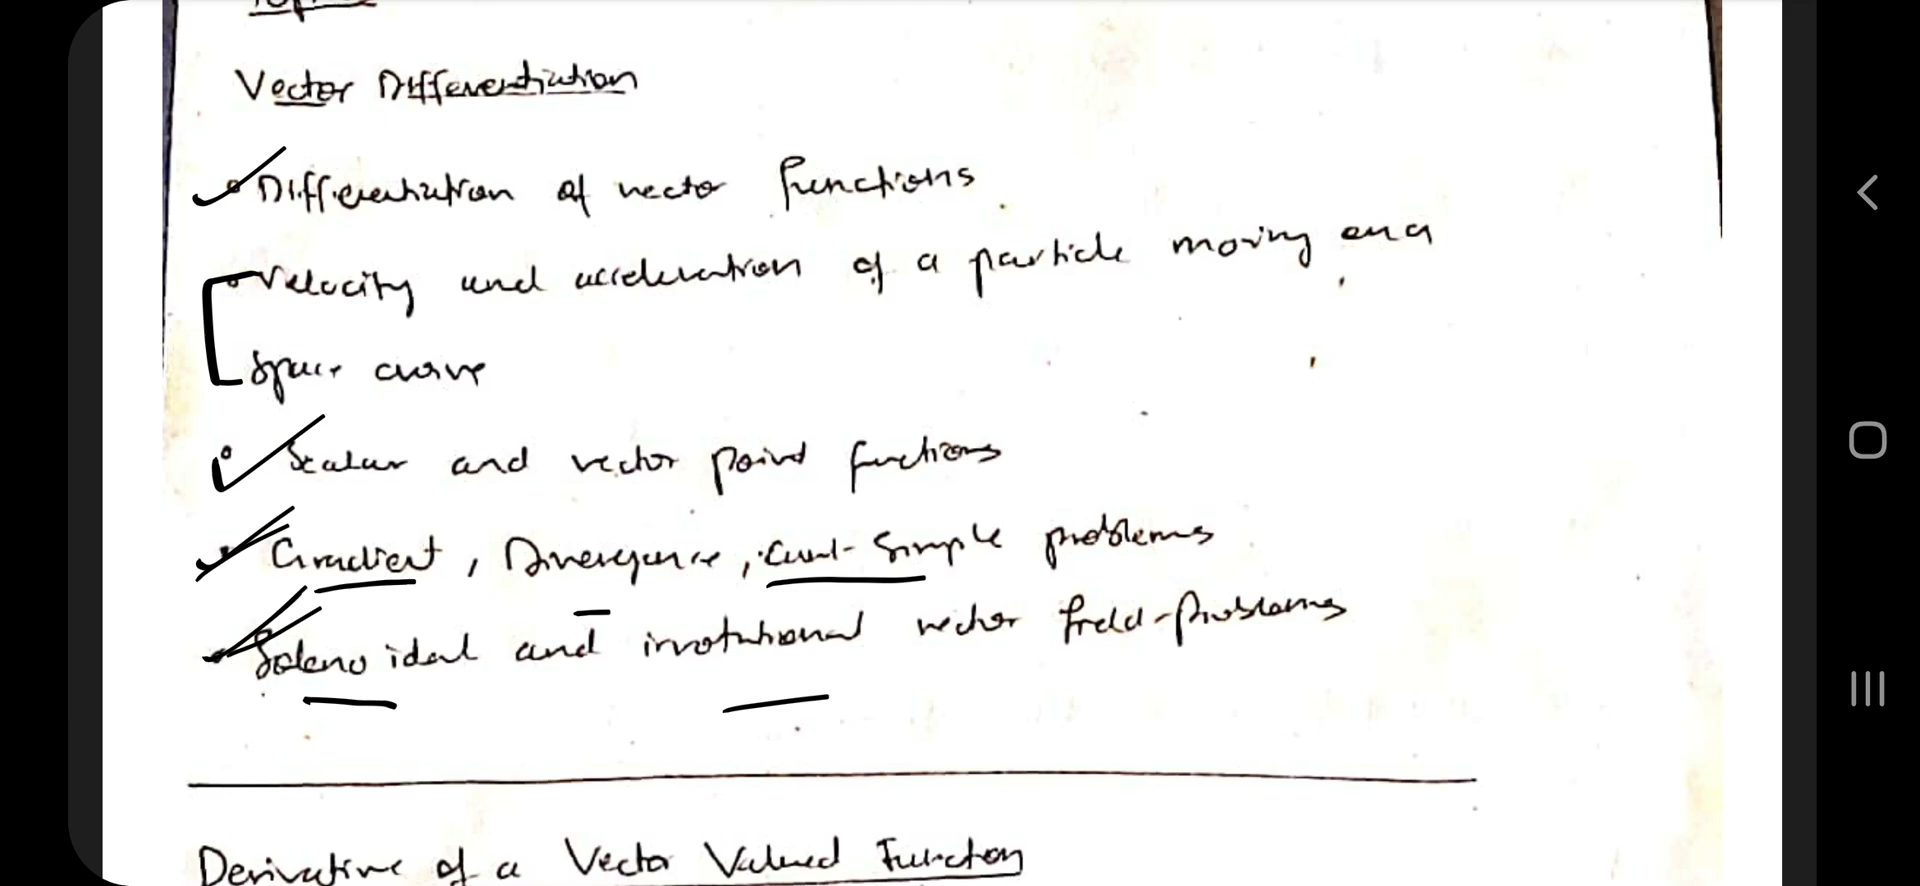 Topics
Vector Differentiation
Differentiation of vector functions
Velocity and acceleration of a particle moving on a
space curve
Scalar and vector point functions
Gradient, Divergence, Curl - Simple problems
Solenoidal and irrotational vector field - Problems
Derivative of a Vector Valued Function